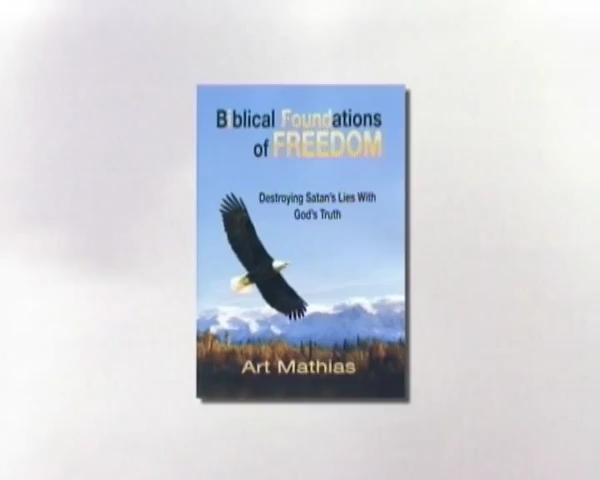 Biblical Foundations
of FREEDOM
Destroying Satan's Lies With
God's Truth
Art Mathias